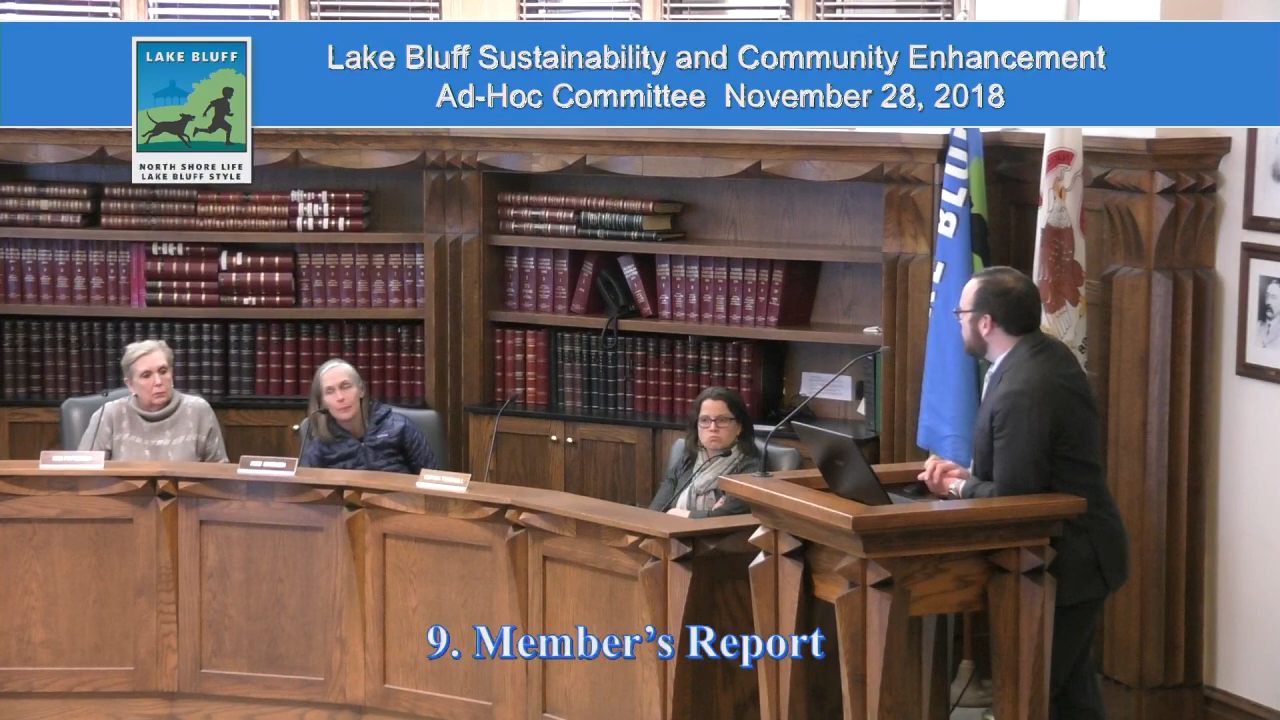 LAKE BLUFF
NORTH SHORE LIFE
LAKE BLUFF STYLE
Lake Bluff Sustainability and Community Enhancement
Ad-Hoc Committee November 28, 2018
E BLUF
9. Member's Report